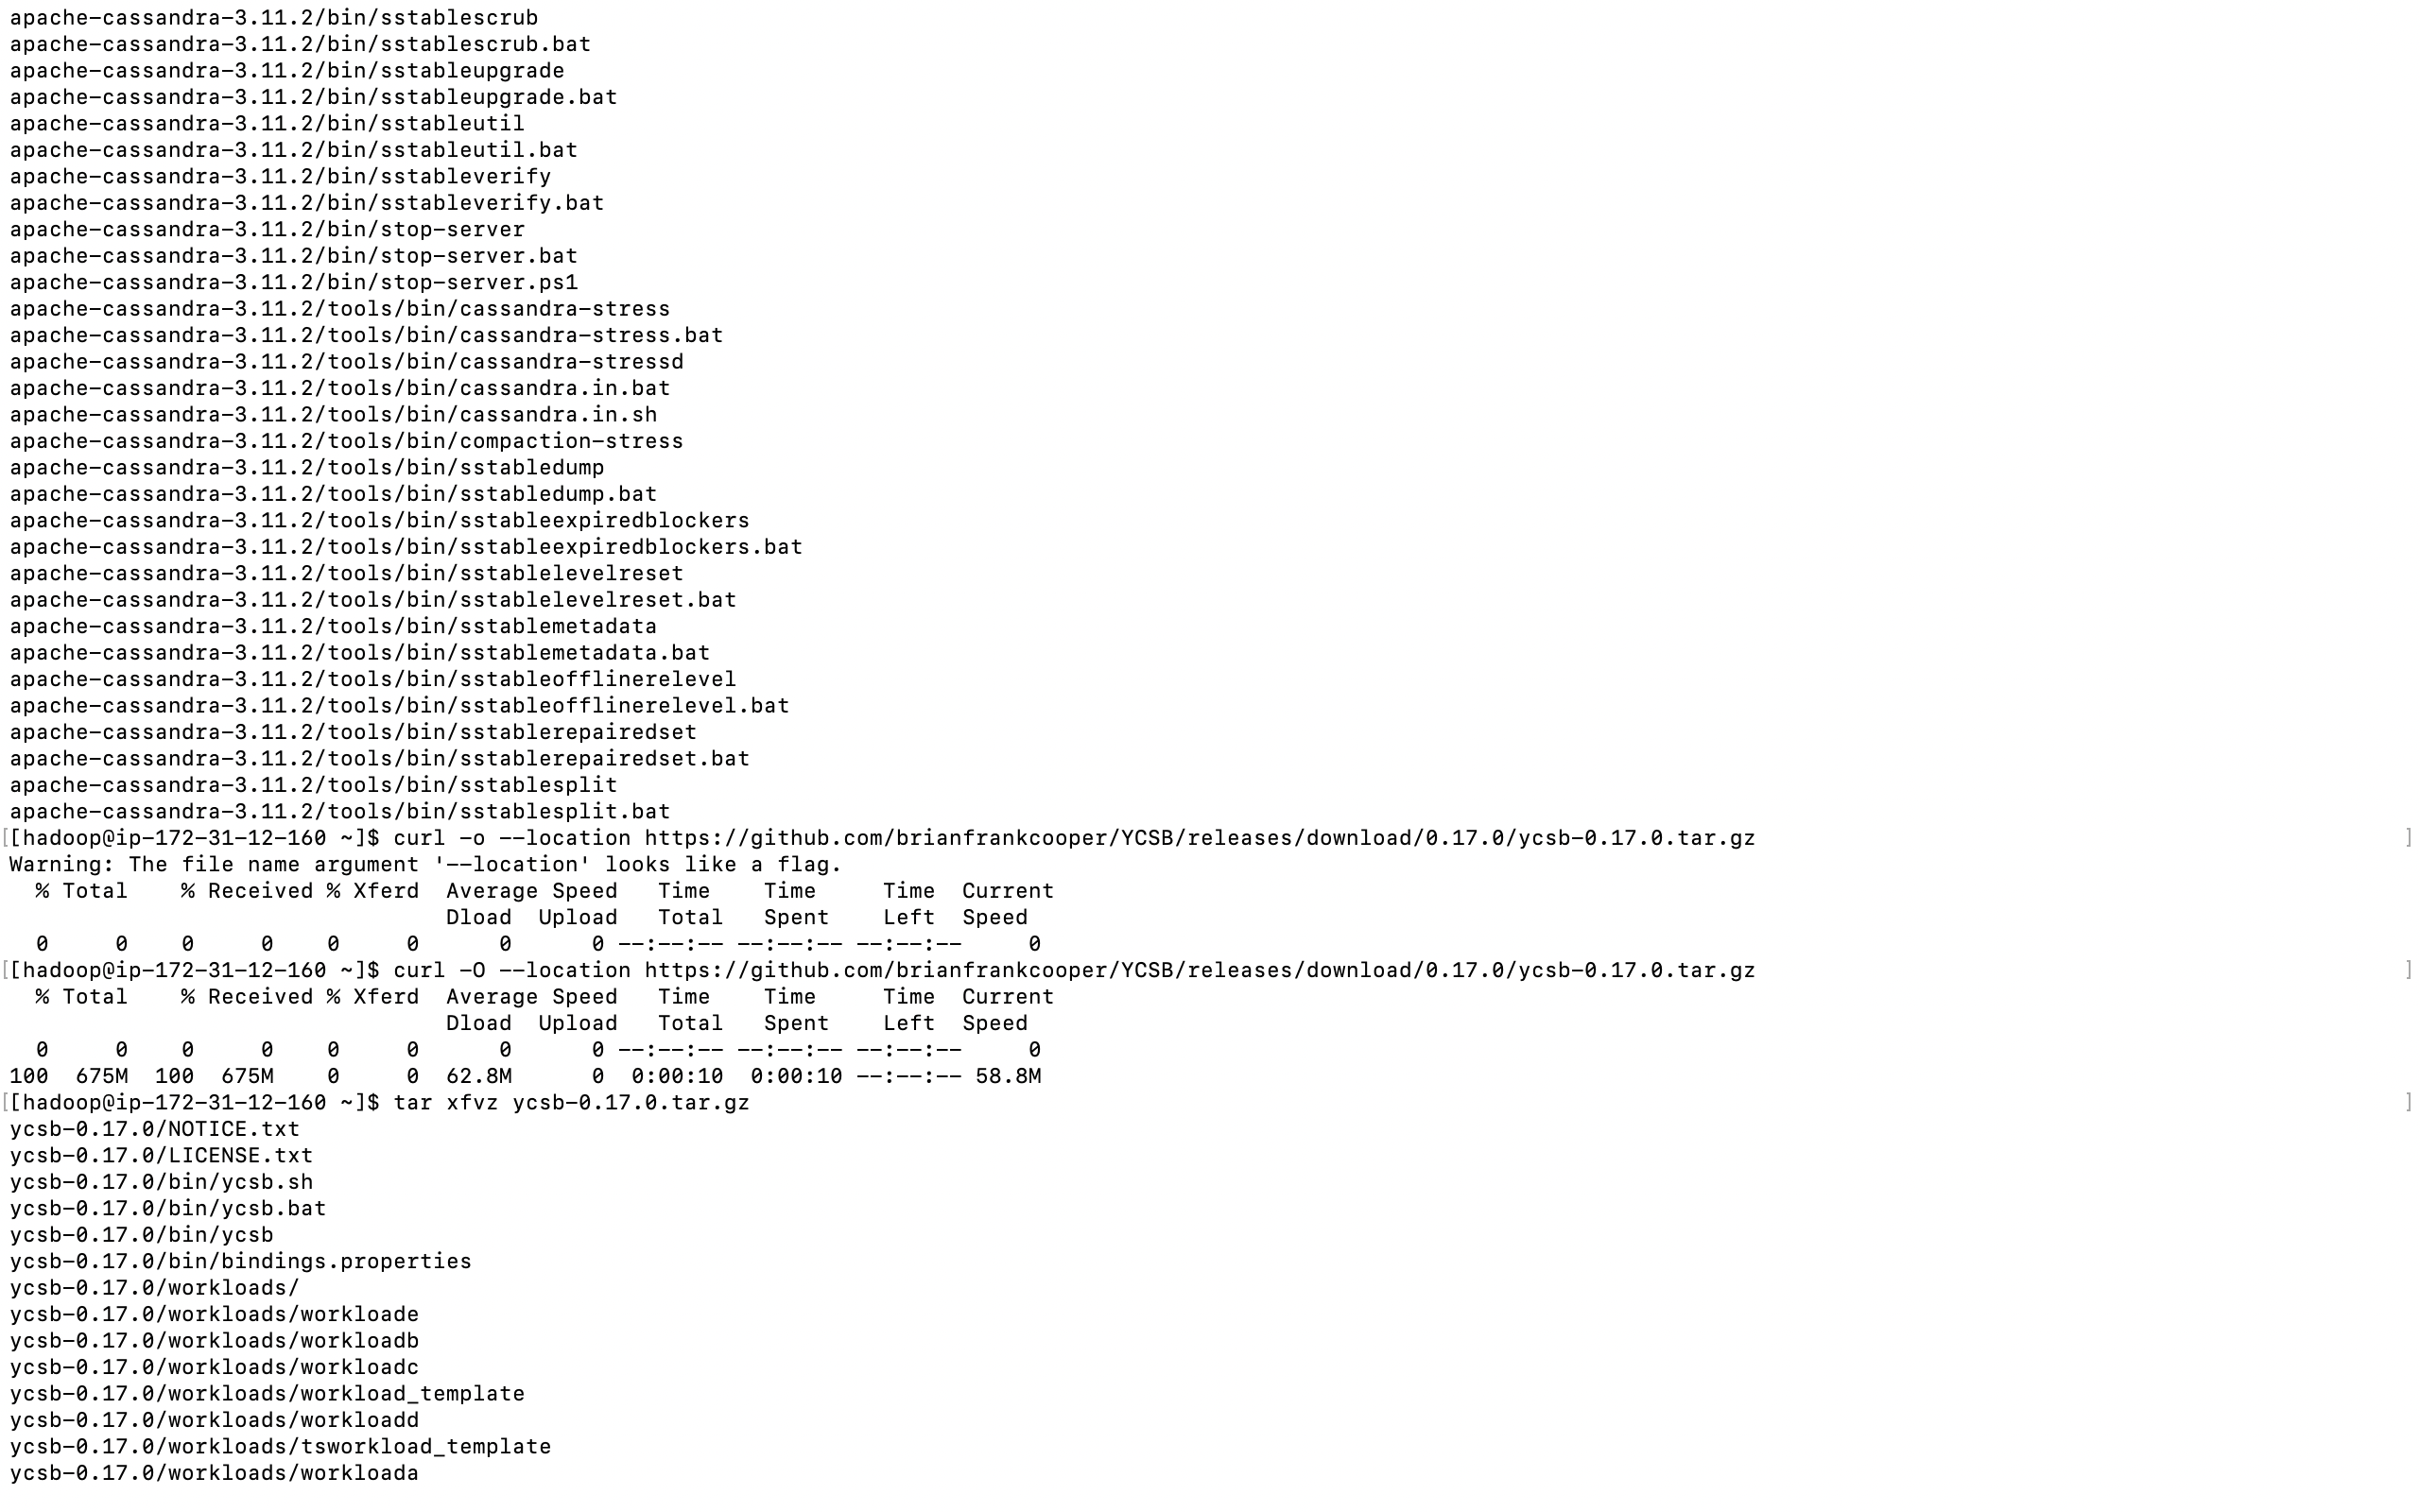 apache-cassandra-3.11.2/bin/sstablescrub
apache-cassandra-3.11.2/bin/sstablescrub.bat
apache-cassandra-3.11.2/bin/sstableupgrade
apache-cassandra-3.11.2/bin/sstableupgrade.bat
apache-cassandra-3.11.2/bin/sstableutil
apache-cassandra-3.11.2/bin/sstableutil.bat
apache-cassandra-3.11.2/bin/sstableverify
apache-cassandra-3.11.2/bin/sstableverify.bat
apache-cassandra-3.11.2/bin/stop-server
apache-cassandra-3.11.2/bin/stop-server.bat
apache-cassandra-3.11.2/bin/stop-server.ps1
apache-cassandra-3.11.2/tools/bin/cassandra-stress
apache-cassandra-3.11.2/tools/bin/cassandra-stress.bat
apache-cassandra-3.11.2/tools/bin/cassandra-stressd
apache-cassandra-3.11.2/tools/bin/cassandra.in.bat
apache-cassandra-3.11.2/tools/bin/cassandra.in.sh
apache-cassandra-3.11.2/tools/bin/compaction-stress
apache-cassandra-3.11.2/tools/bin/sstabledump
apache-cassandra-3.11.2/tools/bin/sstabledump.bat
apache-cassandra-3.11.2/tools/bin/sstableexpiredblockers
apache-cassandra-3.11.2/tools/bin/sstableexpiredblockers.bat
apache-cassandra-3.11.2/tools/bin/sstablelevelreset
apache-cassandra-3.11.2/tools/bin/sstablelevelreset.bat
apache-cassandra-3.11.2/tools/bin/sstablemetadata
apache-cassandra-3.11.2/tools/bin/sstablemetadata.bat
apache-cassandra-3.11.2/tools/bin/sstableofflinerelevel
apache-cassandra-3.11.2/tools/bin/sstableofflinerelevel.bat
apache-cassandra-3.11.2/tools/bin/sstablerepairedset
apache-cassandra-3.11.2/tools/bin/sstablerepairedset.bat
apache-cassandra-3.11.2/tools/bin/sstablesplit
apache-cassandra-3.11.2/tools/bin/sstablesplit.bat
[[hadoop@ip-172-31-12-160 ~]$ curl -o --location https://github.com/brianfrankcooper/YCSB/releases/download/0.17.0/ycsb-0.17.0.tar.gz ]
Warning: The file name argument '--location' looks like a flag.
  % Total    % Received % Xferd  Average Speed   Time    Time     Time  Current
                                 Dload  Upload   Total   Spent    Left  Speed
  0     0    0     0    0     0      0      0 --:--:-- --:--:-- --:--:--     0
[[hadoop@ip-172-31-12-160 ~]$ curl -O --location https://github.com/brianfrankcooper/YCSB/releases/download/0.17.0/ycsb-0.17.0.tar.gz ]
  % Total    % Received % Xferd  Average Speed   Time    Time     Time  Current
                                 Dload  Upload   Total   Spent    Left  Speed
  0     0    0     0    0     0      0      0 --:--:-- --:--:-- --:--:--     0
100  675M  100  675M    0     0  62.8M      0  0:00:10  0:00:10 --:--:-- 58.8M
[[hadoop@ip-172-31-12-160 ~]$ tar xfvz ycsb-0.17.0.tar.gz ]
ycsb-0.17.0/NOTICE.txt
ycsb-0.17.0/LICENSE.txt
ycsb-0.17.0/bin/ycsb.sh
ycsb-0.17.0/bin/ycsb.bat
ycsb-0.17.0/bin/ycsb
ycsb-0.17.0/bin/bindings.properties
ycsb-0.17.0/workloads/
ycsb-0.17.0/workloads/workloade
ycsb-0.17.0/workloads/workloadb
ycsb-0.17.0/workloads/workloadc
ycsb-0.17.0/workloads/workload_template
ycsb-0.17.0/workloads/workloadd
ycsb-0.17.0/workloads/tsworkload_template
ycsb-0.17.0/workloads/workloada